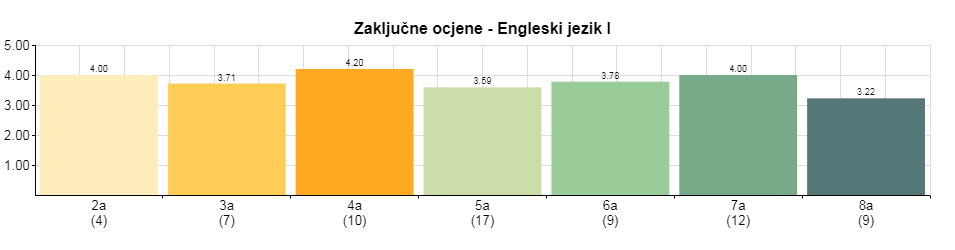 Zaključne ocjene - Engleski jezik I
5.00
4.00
3.00
2.00
1.00
4.00 3.71 4.20 3.59 3.78 4.00 3.22
2a 3a 4a 5a 6a 7a 8a
(4) (7) (10) (17) (9) (12) (9)